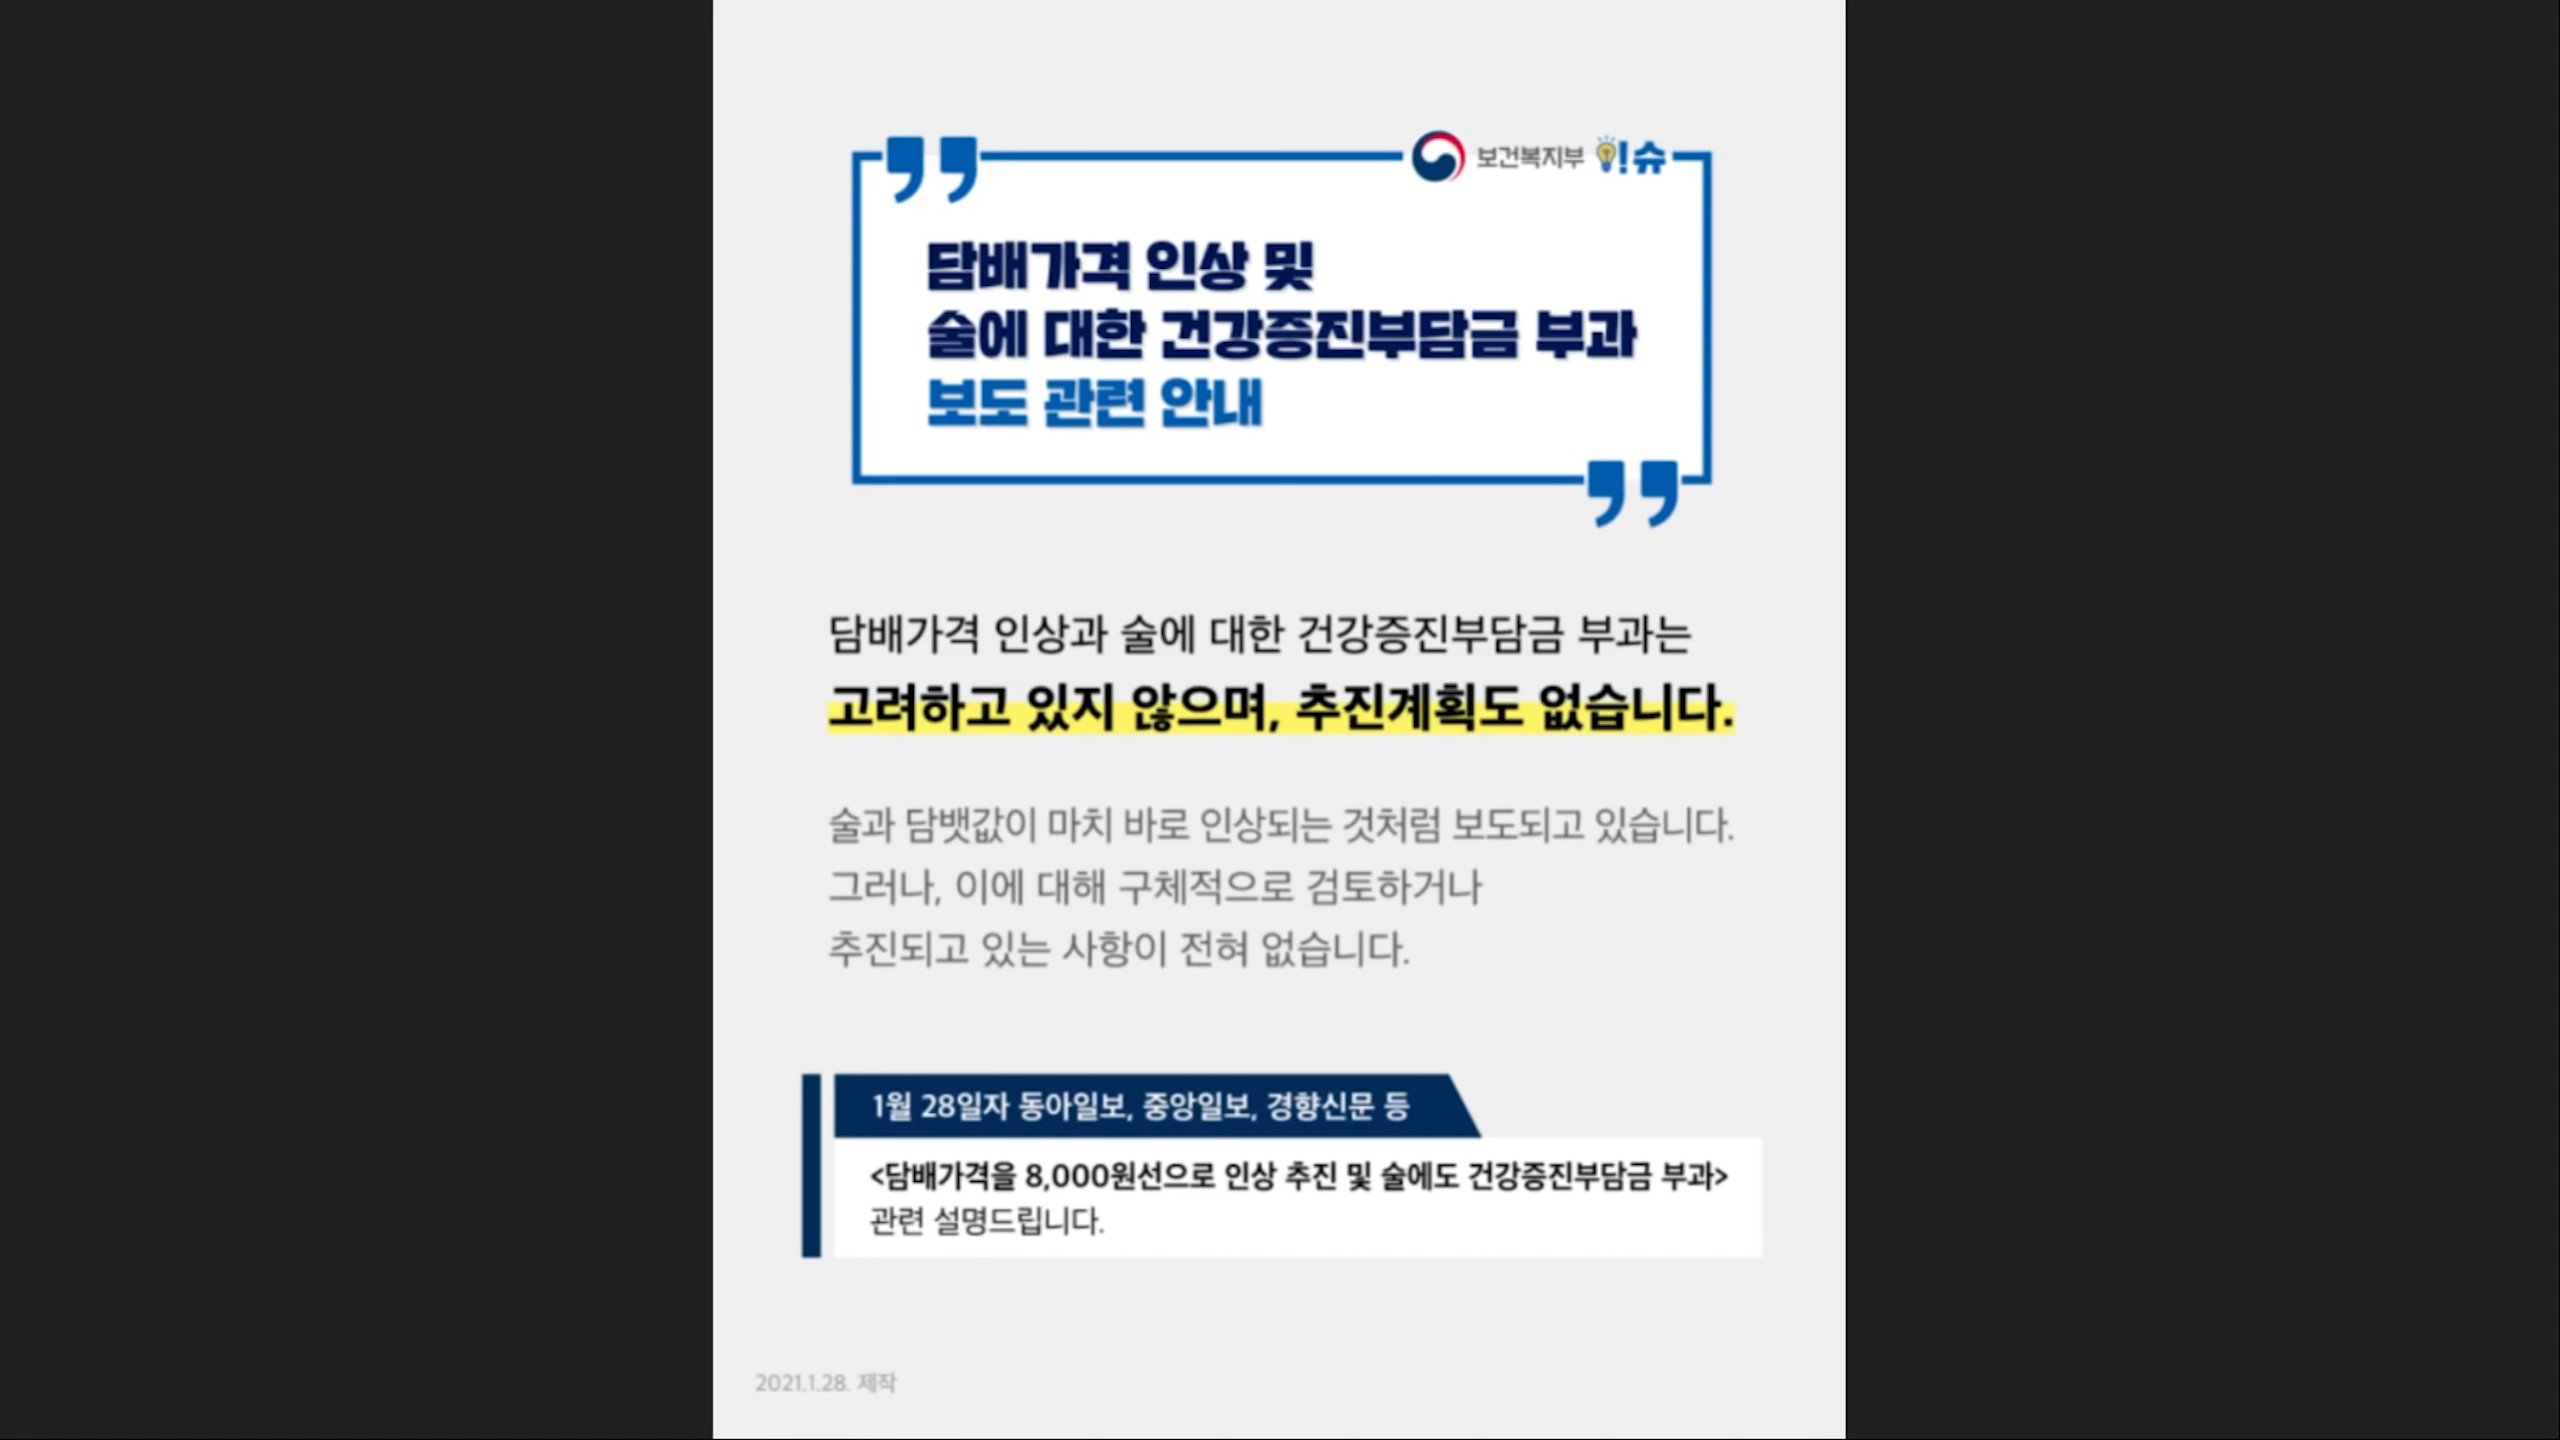 보건복지부 이!슈
담배가격 인상 및
술에 대한 건강증진부담금 부과
보도 관련 안내
담배가격 인상과 술에 대한 건강증진부담금 부과는
고려하고 있지 않으며, 추진계획도 없습니다.
술과 담뱃값이 마치 바로 인상되는 것처럼 보도되고 있습니다.
그러나, 이에 대해 구체적으로 검토하거나
추진되고 있는 사항이 전혀 없습니다.
1월 28일자 동아일보, 중앙일보, 경향신문 등
<담배가격을 8,000원선으로 인상 추진 및 술에도 건강증진부담금 부과>
관련 설명드립니다.
2021.1.28. 제작